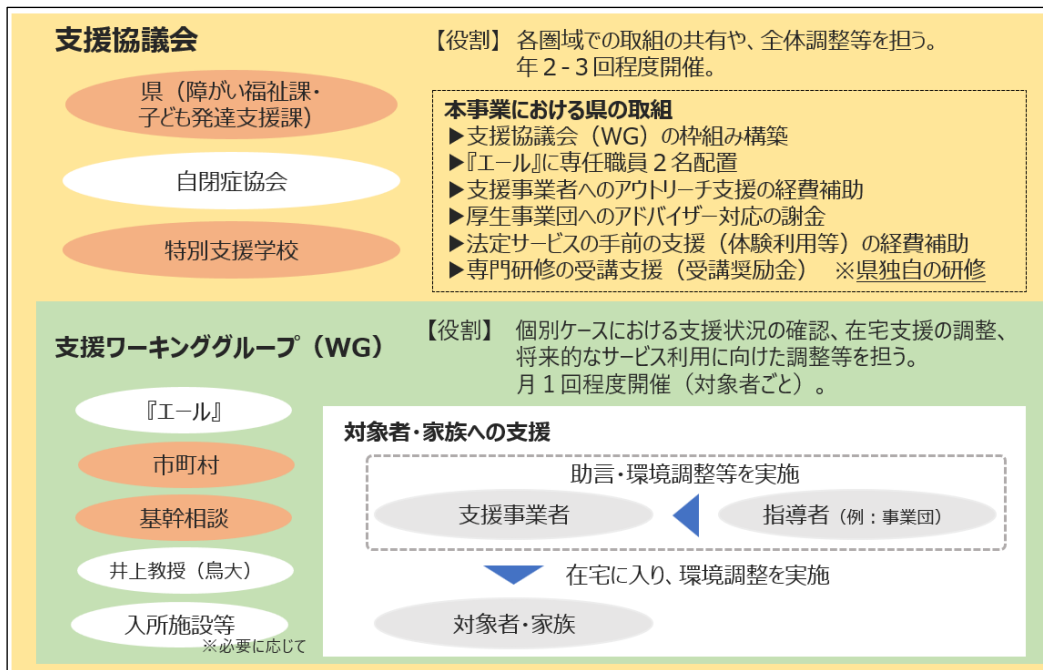 支援協議会
【役割】 各圏域での取組の共有や、全体調整等を担う。
年2-3回程度開催。
県（障がい福祉課・
子ども発達支援課）
自閉症協会
特別支援学校
本事業における県の取組
▶支援協議会（WG）の枠組み構築
▶『エール』に専任職員２名配置
▶支援事業者へのアウトリーチ支援の経費補助
▶厚生事業団へのアドバイザー対応の謝金
▶法定サービスの手前の支援（体験利用等）の経費補助
▶専門研修の受講支援（受講奨励金） ※県独自の研修
支援ワーキンググループ（WG）
【役割】 個別ケースにおける支援状況の確認、在宅支援の調整、
将来的なサービス利用に向けた調整等を担う。
月１回程度開催（対象者ごと）。
『エール』
市町村
基幹相談
井上教授（鳥大）
入所施設等
※必要に応じて
対象者・家族への支援
助言・環境調整等を実施
支援事業者
指導者（例：事業団）
在宅に入り、環境調整を実施
対象者・家族